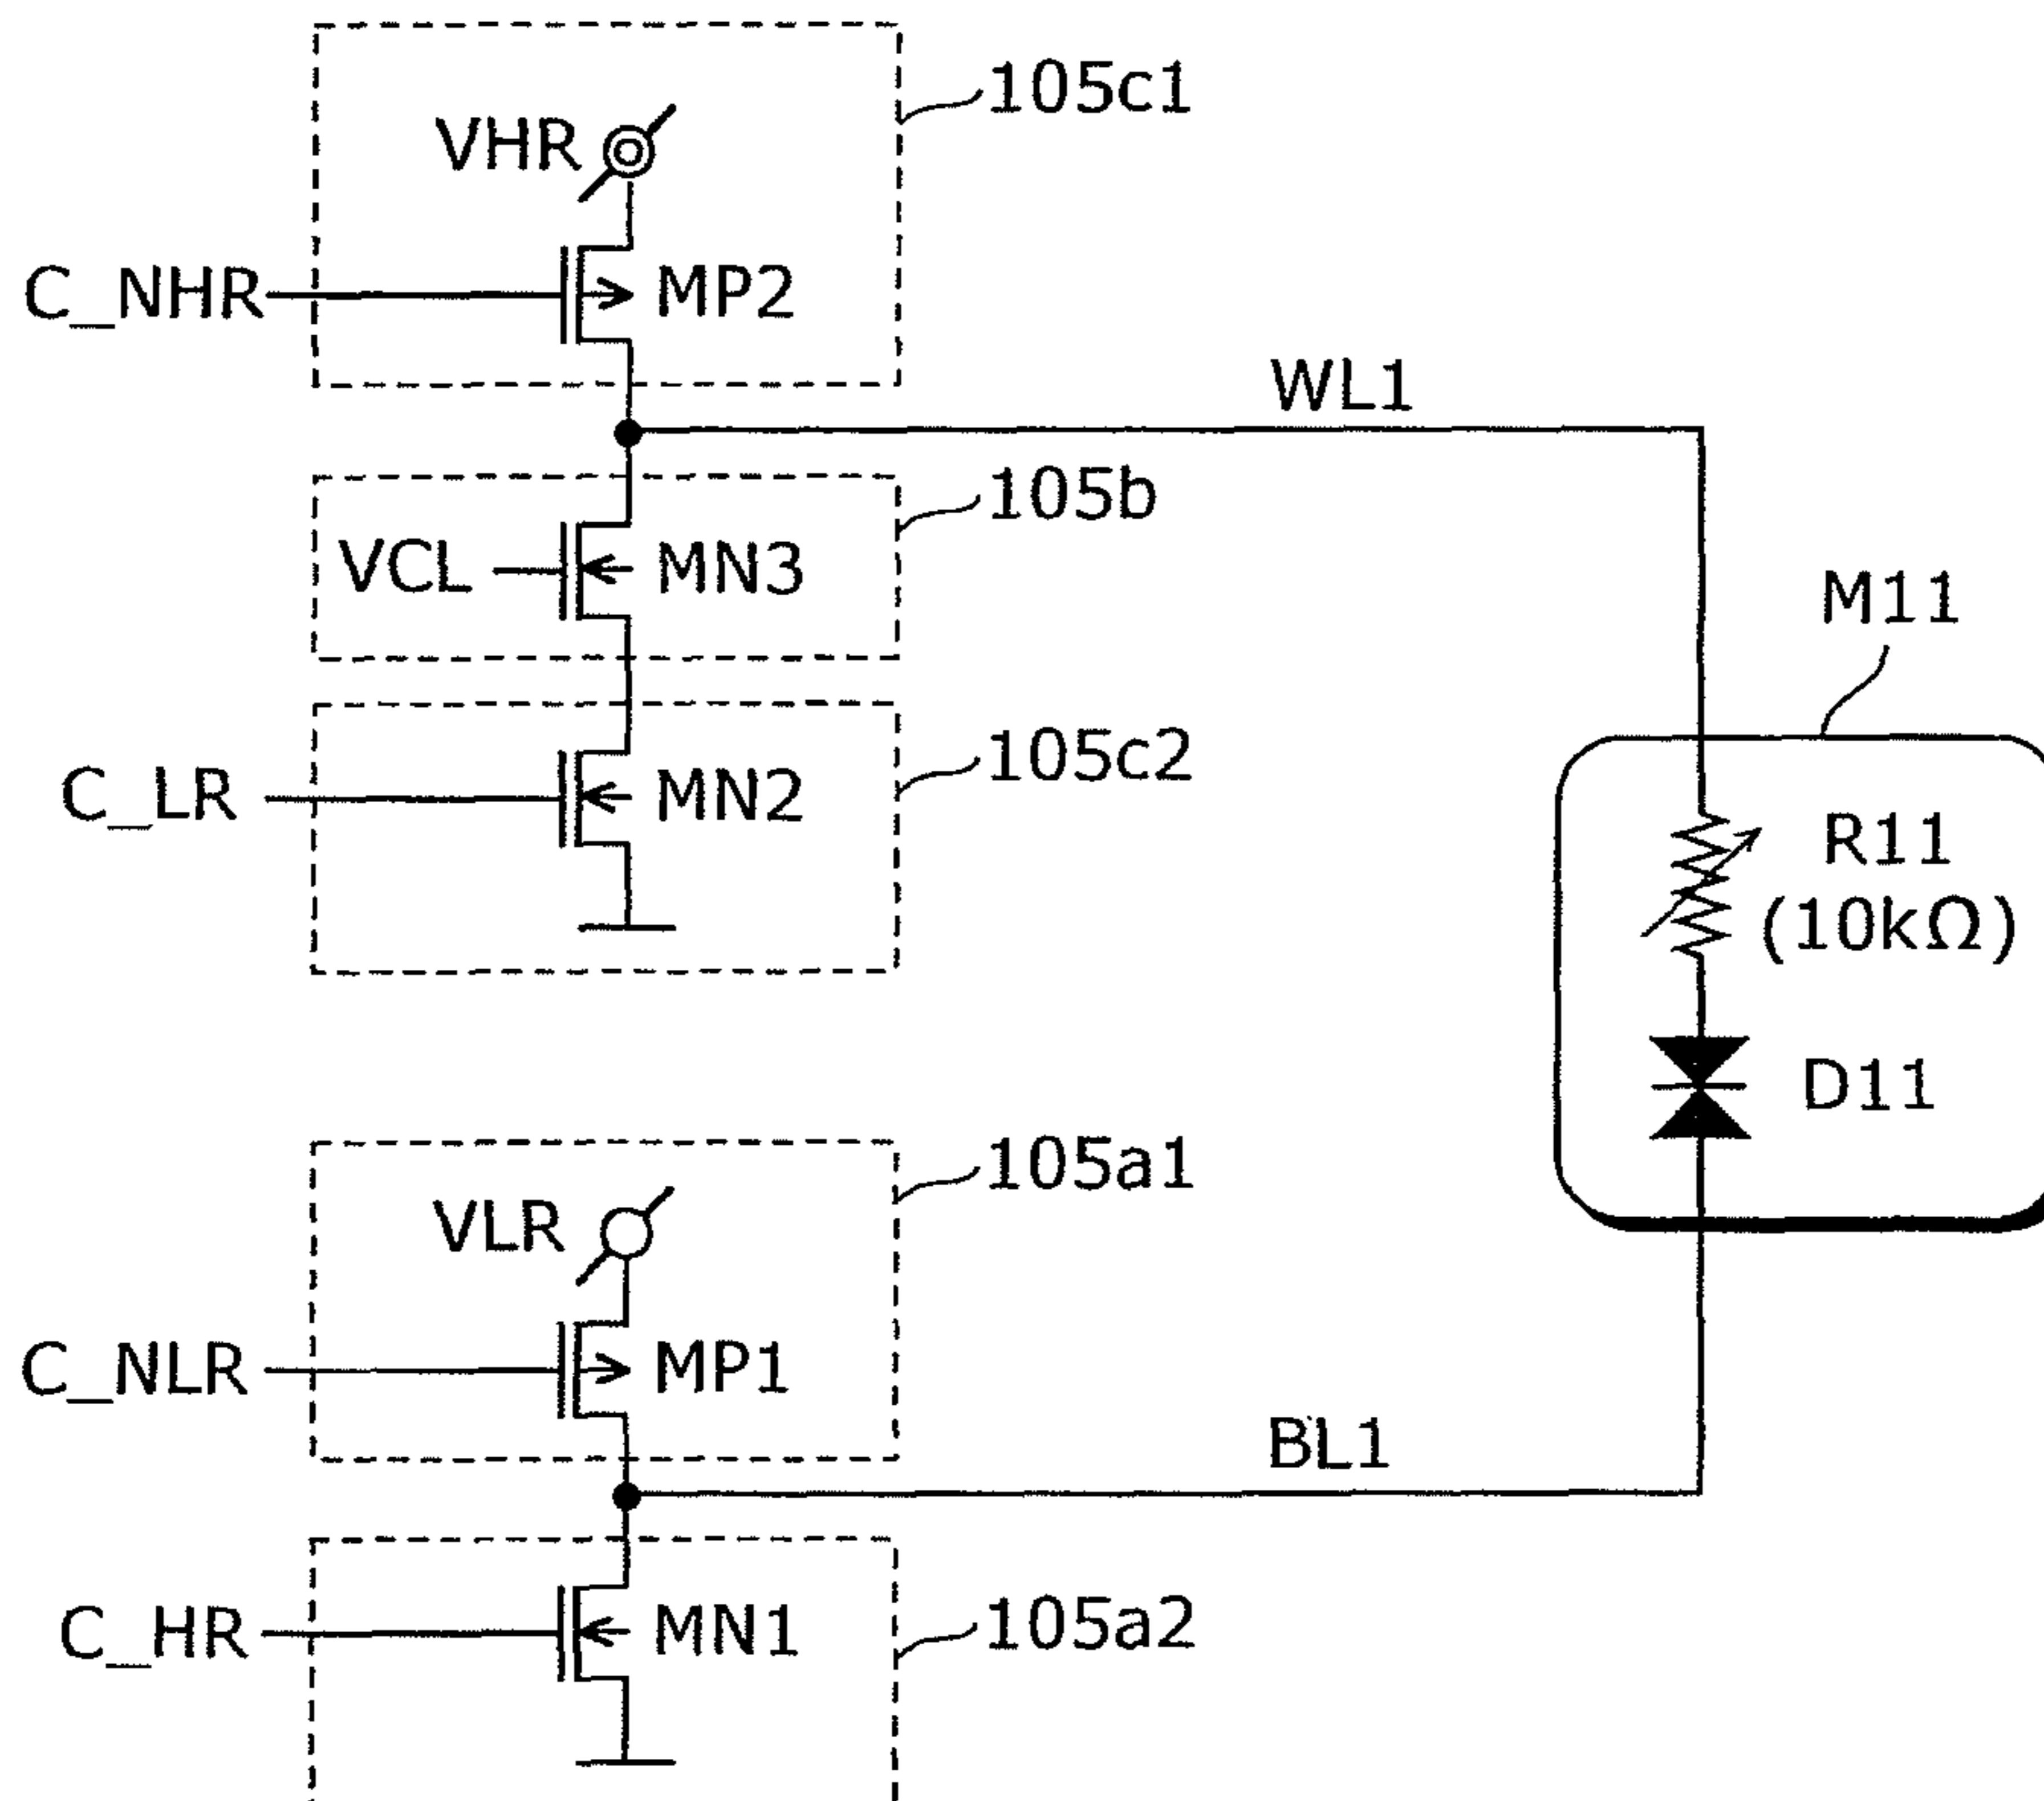 105c1
VHR
C_NHR
MP2
WL1
105b
VCL
MN3
M11
105c2
C_LR
MN2
R11
(10kΩ)
D11
105a1
VLR
C_NLR
MP1
BL1
105a2
C_HR
MN1